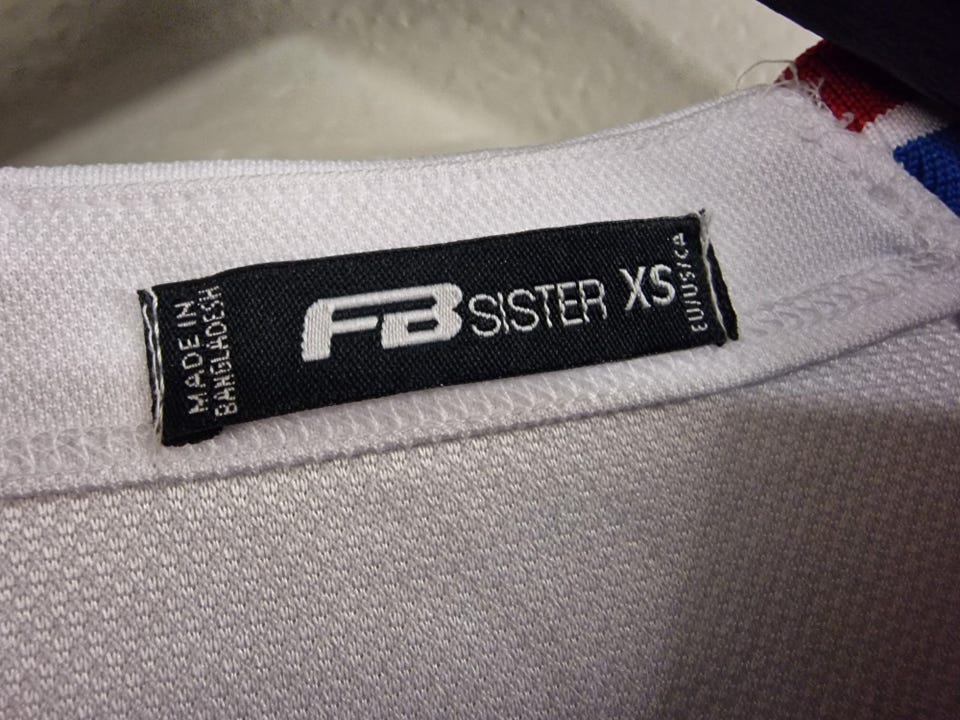 MADE IN
BANGLADESH
FB SISTER XS
EU/US/CA